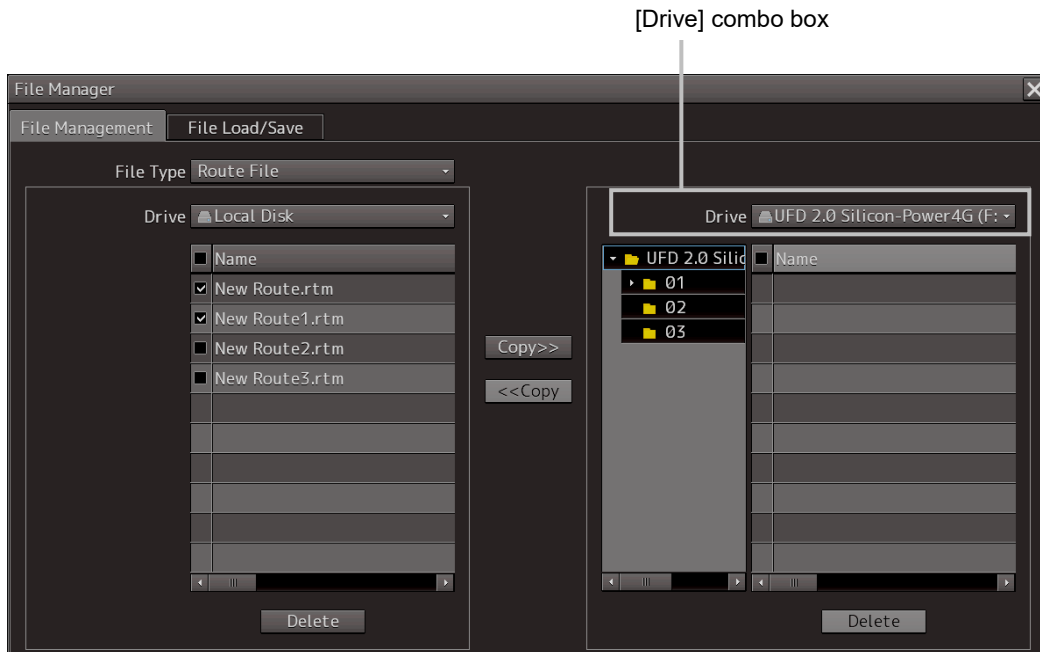 [Drive] combo box
File Manager
File Management
File Load/Save
File Type Route File
Drive Local Disk
Name
New Route.rtm
New Route1.rtm
New Route2.rtm
New Route3.rtm
Delete
Copy>>
<<Copy
Drive UFD 2.0 Silicon-Power4G (F:
UFD 2.0 Silic
01
02
03
Name
Delete